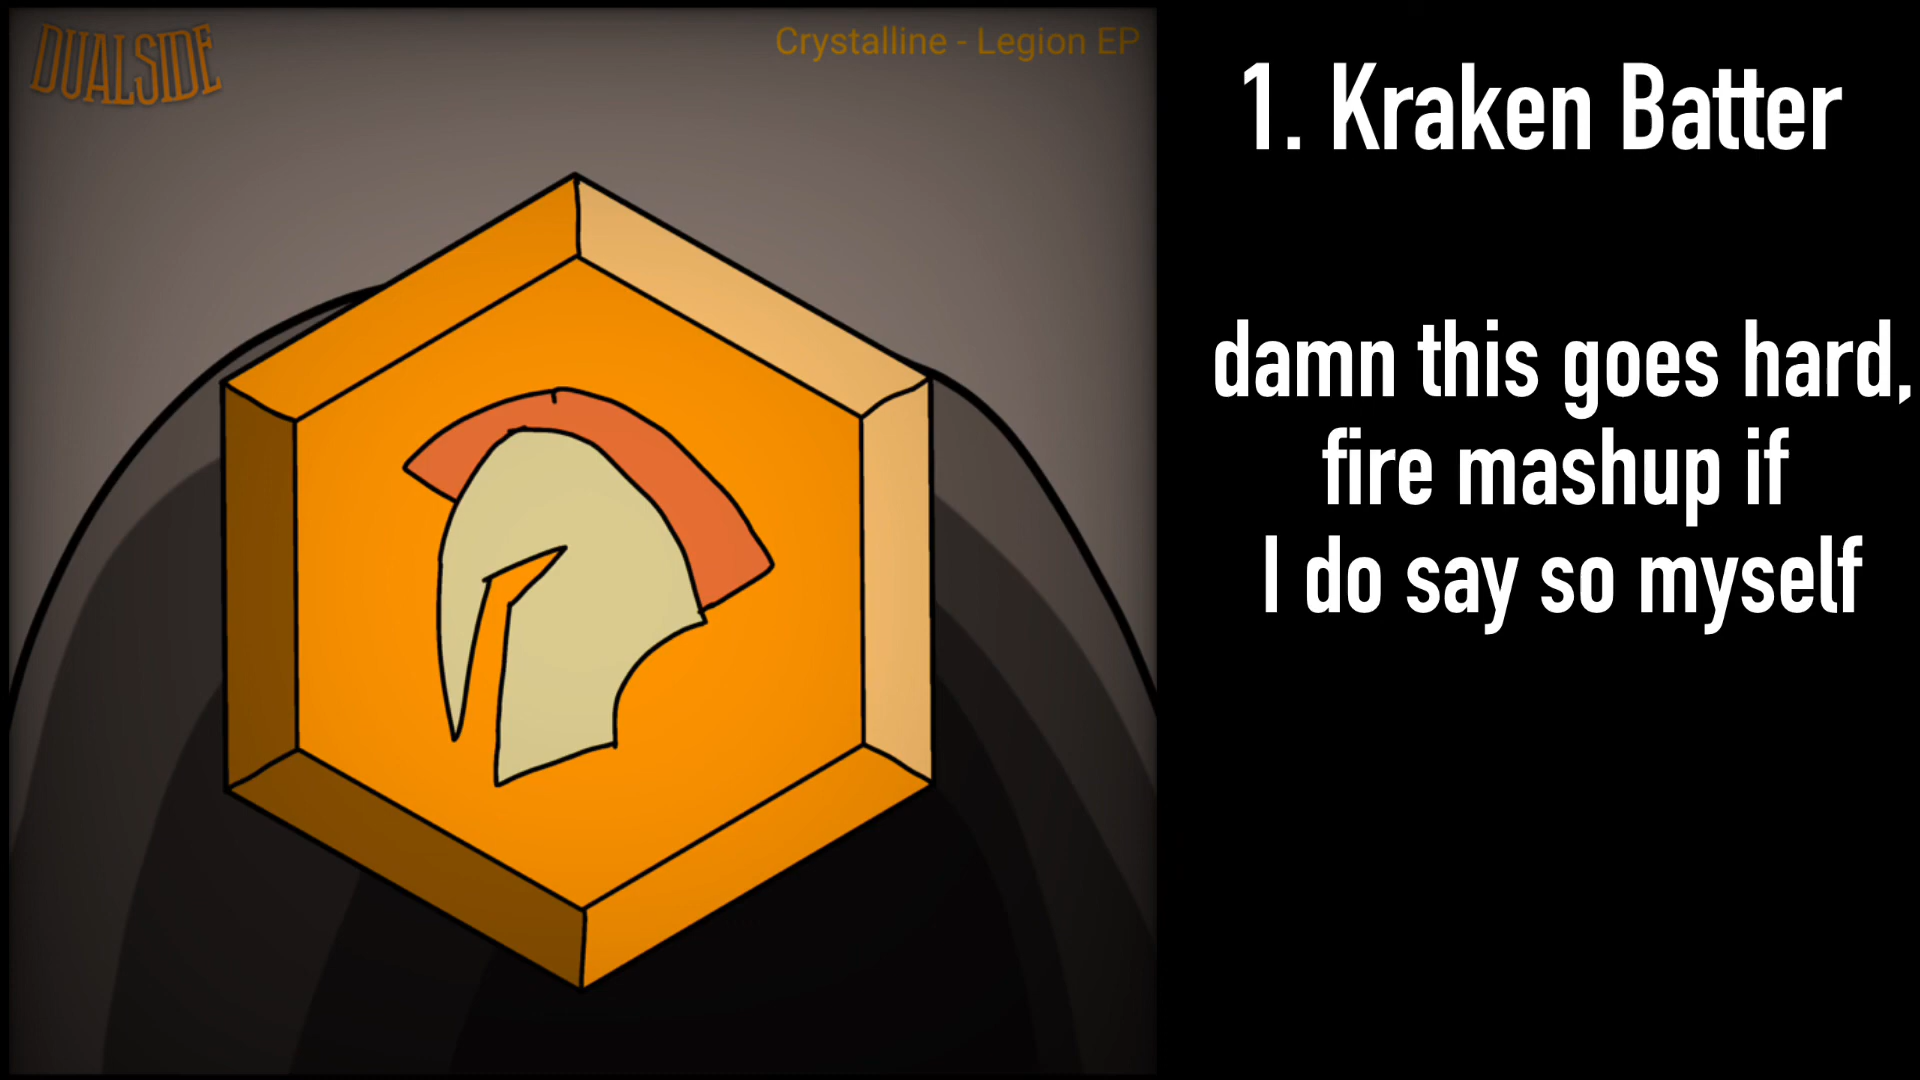 DUALSIDE
Crystalline - Legion EP
1. Kraken Batter
damn this goes hard,
fire mashup if
I do say so myself